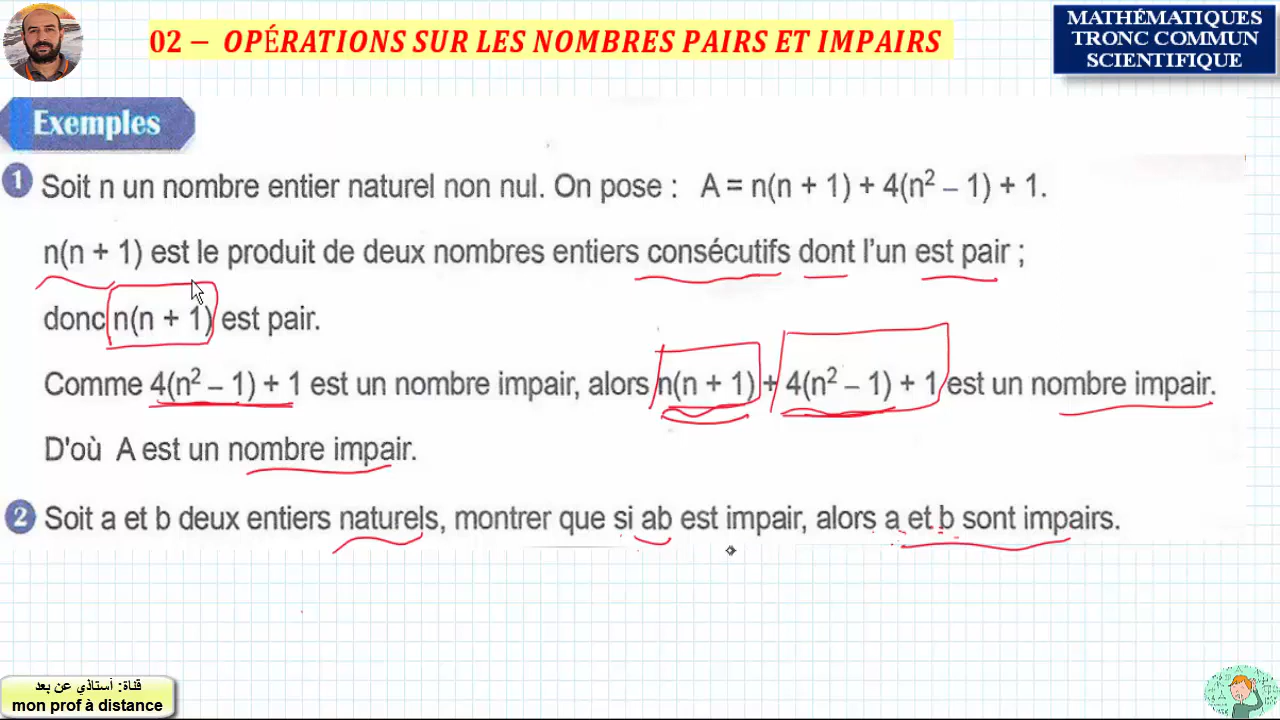 02 – OPÉRATIONS SUR LES NOMBRES PAIRS ET IMPAIRS
MATHÉMATIQUES
TRONC COMMUN
SCIENTIFIQUE
Exemples
1 Soit n un nombre entier naturel non nul. On pose : A = n(n + 1) + 4(n² – 1) + 1.
n(n + 1) est le produit de deux nombres entiers consécutifs dont l'un est pair ;
donc n(n + 1) est pair.
Comme 4(n² – 1) + 1 est un nombre impair, alors n(n + 1) + 4(n² – 1) + 1 est un nombre impair.
D'où A est un nombre impair.
2 Soit a et b deux entiers naturels, montrer que si ab est impair, alors a et b sont impairs.
قناة: أستاذي عن بعد
mon prof à distance